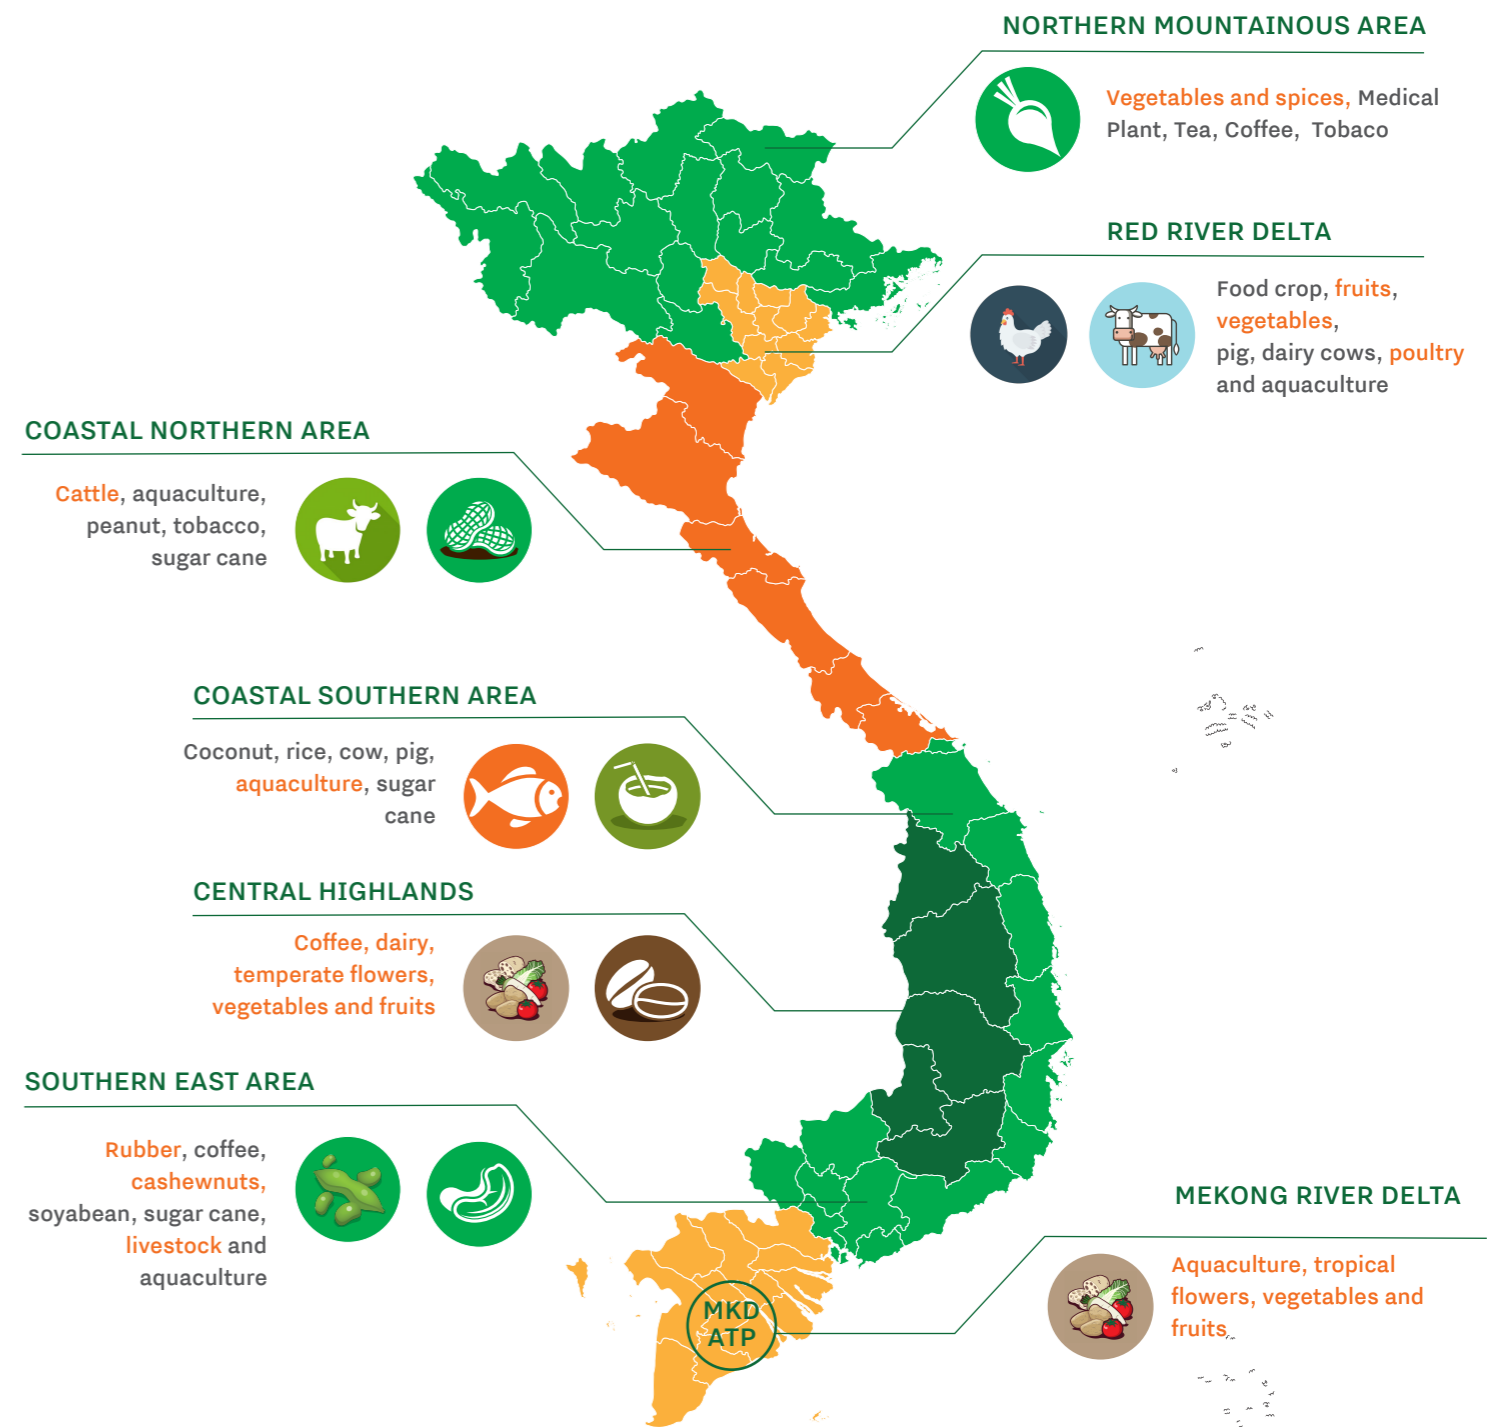 NORTHERN MOUNTAINOUS AREA
Vegetables and spices, Medical
Plant, Tea, Coffee, Tobaco
RED RIVER DELTA
Food crop, fruits,
vegetables,
pig, dairy cows, poultry
and aquaculture
COASTAL NORTHERN AREA
Cattle, aquaculture,
peanut, tobacco,
sugar cane
COASTAL SOUTHERN AREA
Coconut, rice, cow, pig,
aquaculture, sugar
cane
CENTRAL HIGHLANDS
Coffee, dairy,
temperate flowers,
vegetables and fruits
SOUTHERN EAST AREA
Rubber, coffee,
cashewnuts,
soyabean, sugar cane,
livestock and
aquaculture
MEKONG RIVER DELTA
Aquaculture, tropical
flowers, vegetables and
fruits
MKD
ATP